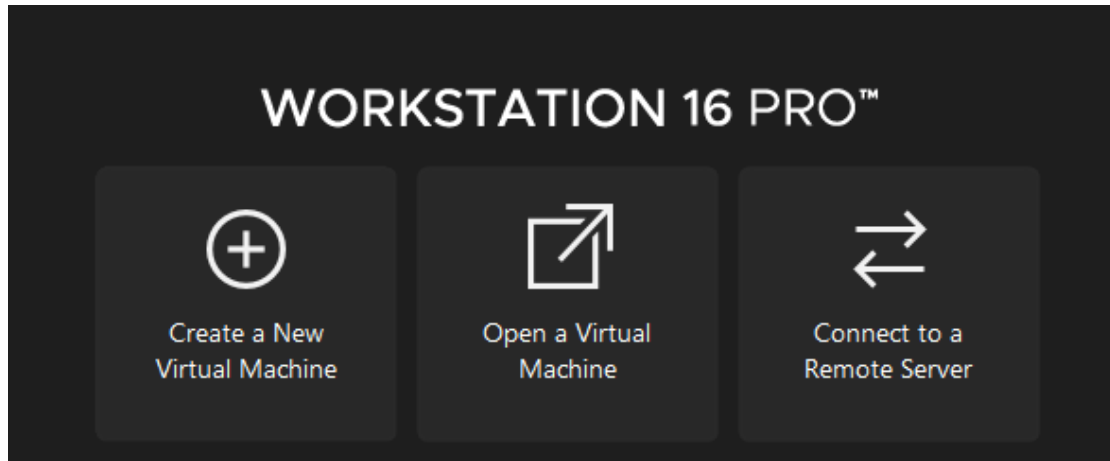 WORKSTATION 16 PRO™
Create a New
Virtual Machine
Open a Virtual
Machine
Connect to a
Remote Server